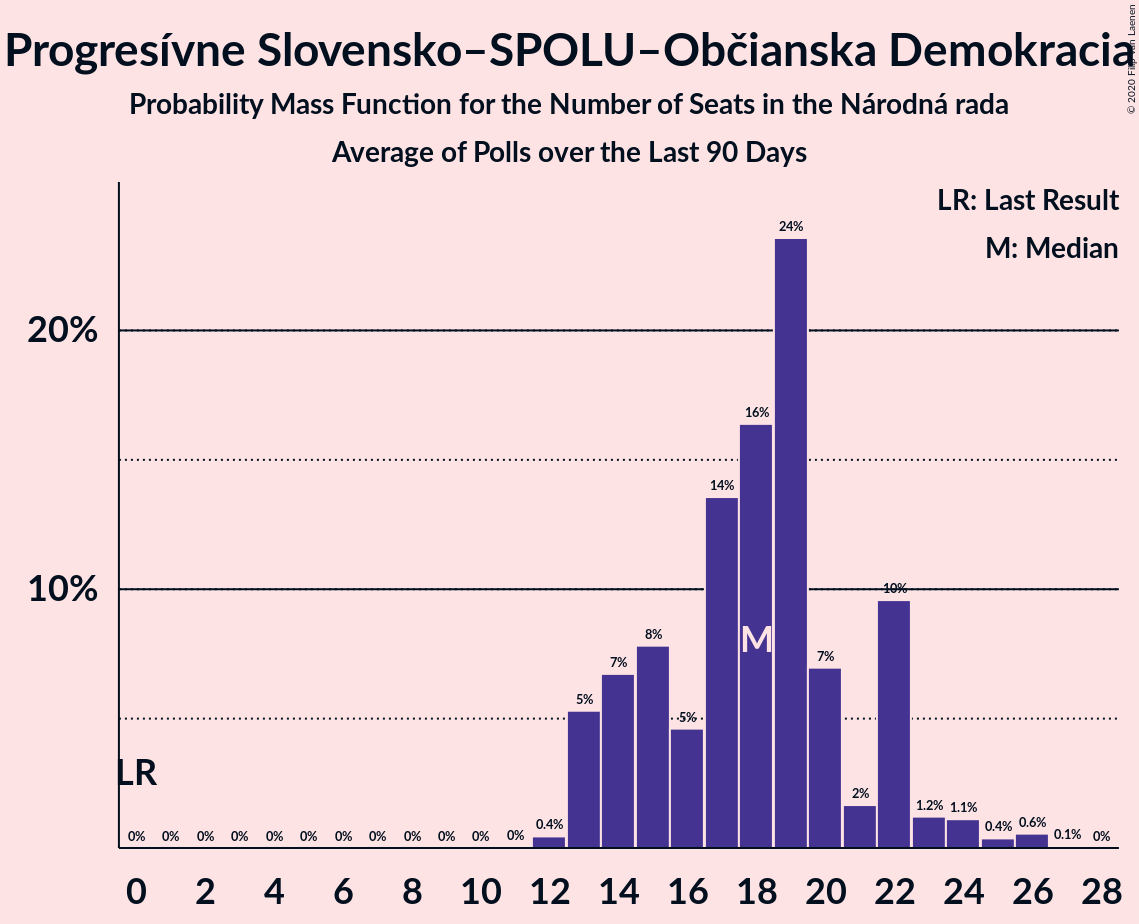 Progresívne Slovensko–SPOLU–Občianska Demokracia
© 2020 Filip van Laenen
Probability Mass Function for the Number of Seats in the Národná rada
Average of Polls over the Last 90 Days
LR: Last Result
M: Median
20%
10%
LR
M
0% 0% 0% 0% 0% 0% 0% 0% 0% 0% 0% 0% 0.4% 5% 7% 8% 5% 14% 16% 24% 7% 2% 10% 1.2% 1.1% 0.4% 0.6% 0.1% 0%
0 2 4 6 8 10 12 14 16 18 20 22 24 26 28